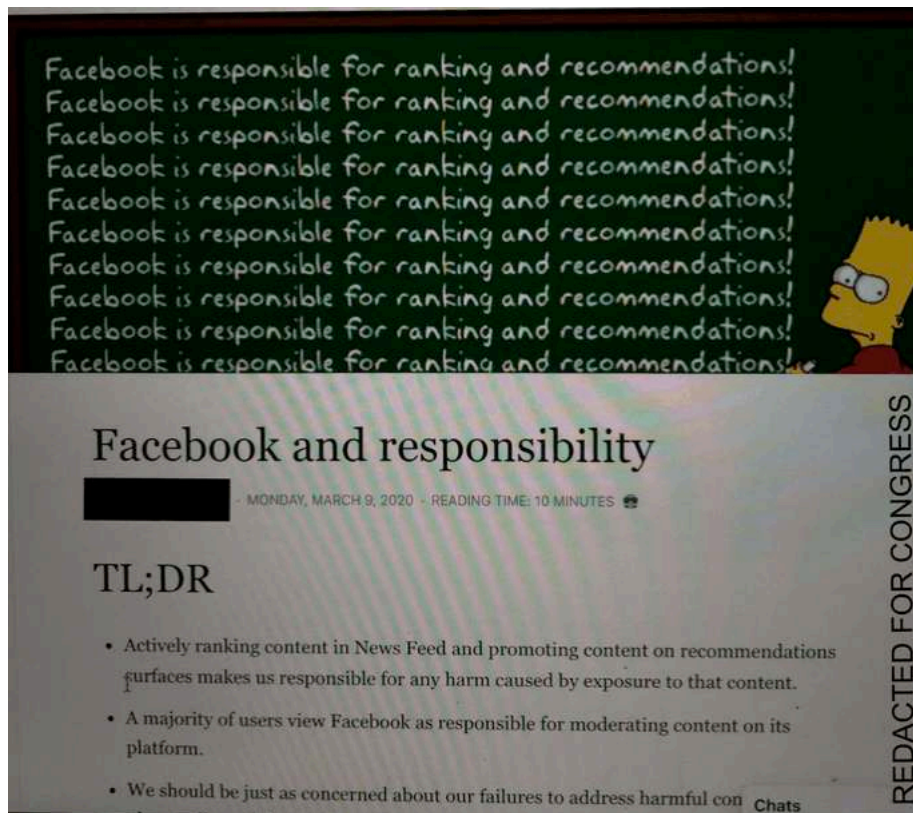 Facebook is responsible for ranking and recommendations!
Facebook is responsible for ranking and recommendations!
Facebook is responsible for ranking and recommendations!
Facebook is responsible for ranking and recommendations!
Facebook is responsible for ranking and recommendations!
Facebook is responsible for ranking and recommendations!
Facebook is responsible for ranking and recommendations!
Facebook is responsible for ranking and recommendations!
Facebook is responsible for ranking and recommendations!
Facebook is responsible for ranking and recommendations!
Facebook and responsibility
- MONDAY, MARCH 9, 2020 - READING TIME: 10 MINUTES
TL;DR
• Actively ranking content in News Feed and promoting content on recommendations
surfaces makes us responsible for any harm caused by exposure to that content.
• A majority of users view Facebook as responsible for moderating content on its
platform.
• We should be just as concerned about our failures to address harmful con
Chats
REDACTED FOR CONGRESS